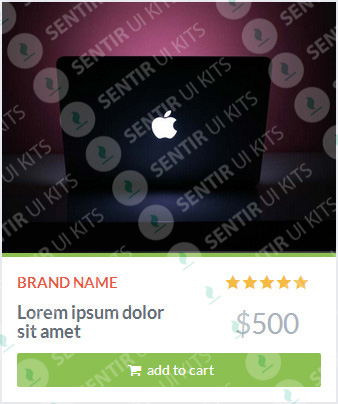 SENTIR UI KITS
SENTIR UI KITS
SENTIR UI KITS
SENTIR UI KITS
SENTIR UI KITS
BRAND NAME
Lorem ipsum dolor
sit amet
$500
add to cart